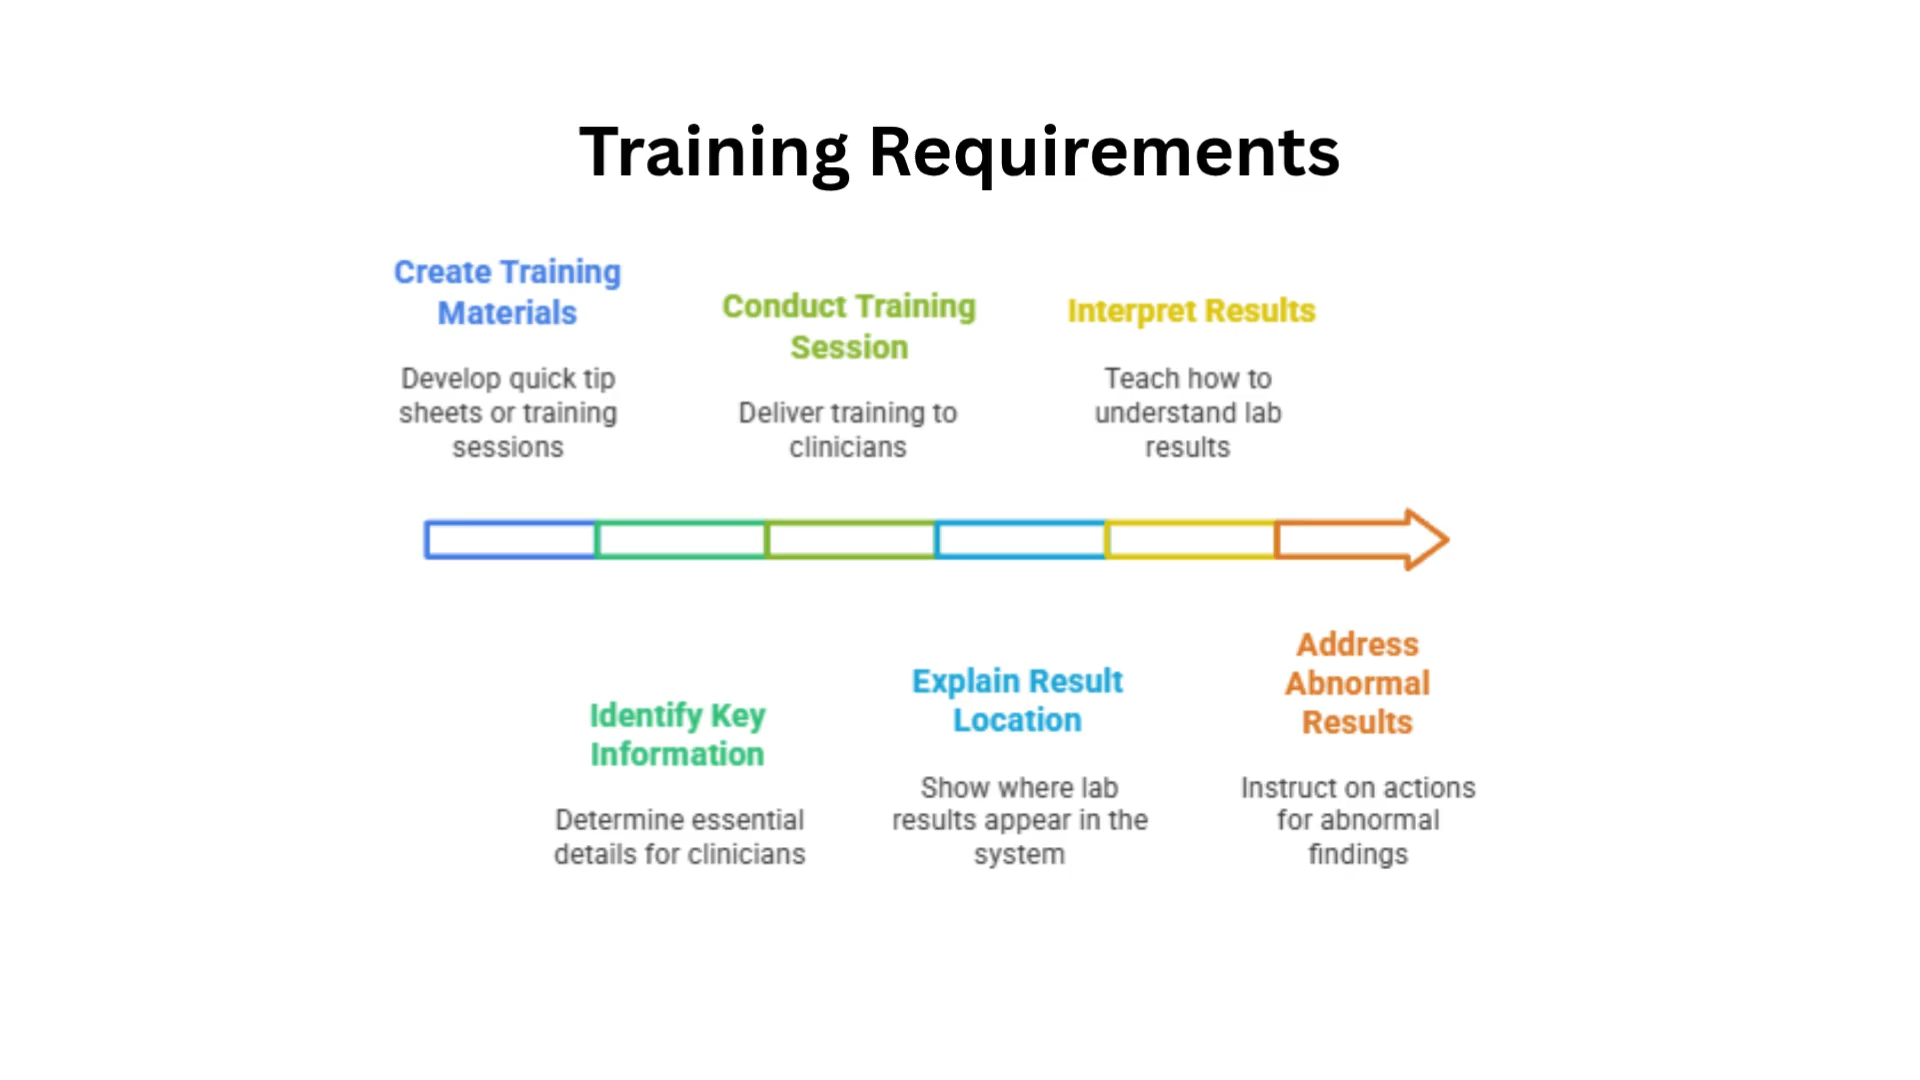 Training Requirements
Create Training
Materials
Develop quick tip
sheets or training
sessions
Conduct Training
Session
Deliver training to
clinicians
Interpret Results
Teach how to
understand lab
results
Identify Key
Information
Determine essential
details for clinicians
Explain Result
Location
Show where lab
results appear in the
system
Address
Abnormal
Results
Instruct on actions
for abnormal
findings